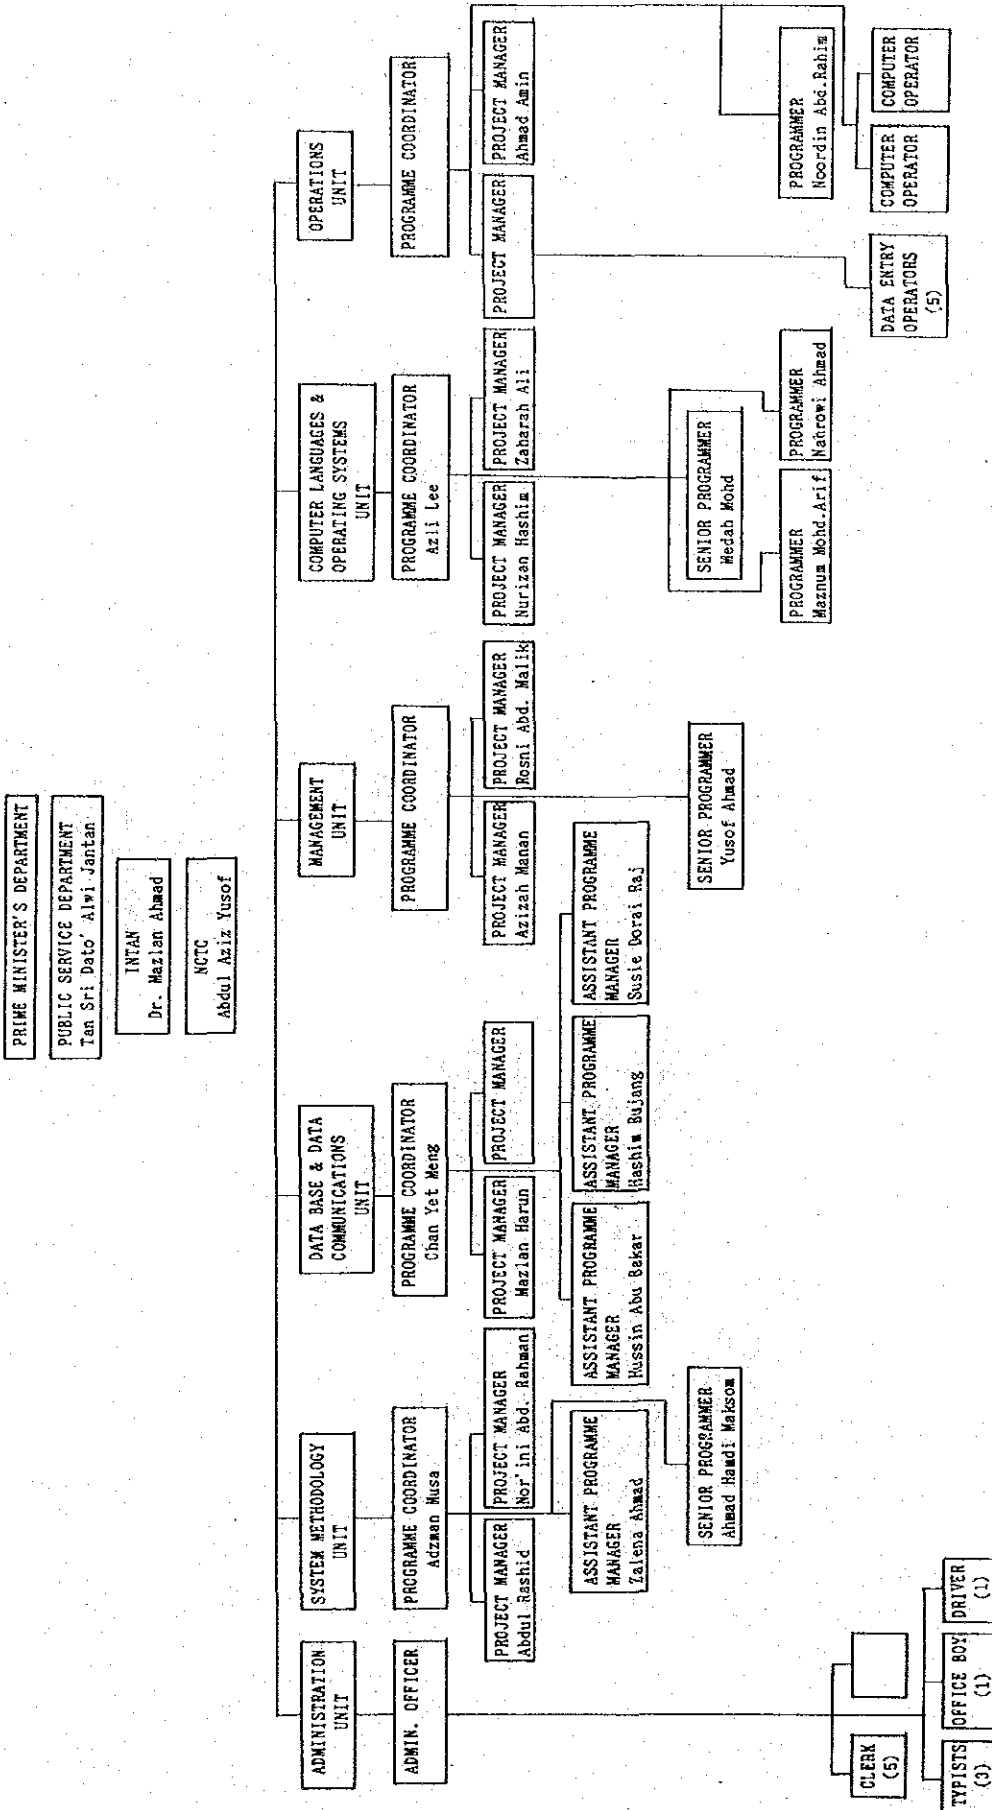 PRIME MINISTER'S DEPARTMENT
PUBLIC SERVICE DEPARTMENT
Tan Sri Dato' Alwi Jantan
INTAN
Dr. Mazlan Ahmad
NCTC
Abdul Aziz Yusof
ADMINISTRATION
UNIT
ADMIN. OFFICER
CLERK
(5)
TYPISTS
(3)
OFFICE BOY
(1)
DRIVER
(1)
SYSTEM METHODOLOGY
UNIT
PROGRAMME COORDINATOR
Adzman Musa
PROJECT MANAGER
Abdul Rashid
PROJECT MANAGER
Nor'ini Abd. Rahman
ASSISTANT PROGRAMME
MANAGER
Zalena Ahmad
SENIOR PROGRAMMER
Ahmad Hamdi Maksom
DATA BASE & DATA
COMMUNICATIONS
UNIT
PROGRAMME COORDINATOR
Chan Yet Meng
PROJECT MANAGER
Mazlan Harun
PROJECT MANAGER
ASSISTANT PROGRAMME
MANAGER
Hussin Abu Bakar
ASSISTANT PROGRAMME
MANAGER
Hashim Bujang
ASSISTANT PROGRAMME
MANAGER
Susie Dorai Raj
MANAGEMENT
UNIT
PROGRAMME COORDINATOR
PROJECT MANAGER
Azizah Manan
PROJECT MANAGER
Rosni Abd. Malik
SENIOR PROGRAMMER
Yusof Ahmad
COMPUTER LANGUAGES &
OPERATING SYSTEMS
UNIT
PROGRAMME COORDINATOR
Azli Lee
PROJECT MANAGER
Nurizan Hashim
PROJECT MANAGER
Zaharah Ali
SENIOR PROGRAMMER
Medah Mohd
PROGRAMMER
Maznum Mohd.Arif
PROGRAMMER
Nahrowi Ahmad
OPERATIONS
UNIT
PROGRAMME COORDINATOR
PROJECT MANAGER
PROJECT MANAGER
Ahmad Amin
PROGRAMMER
Noordin Abd.Rahim
DATA ENTRY
OPERATORS
(5)
COMPUTER
OPERATOR
COMPUTER
OPERATOR